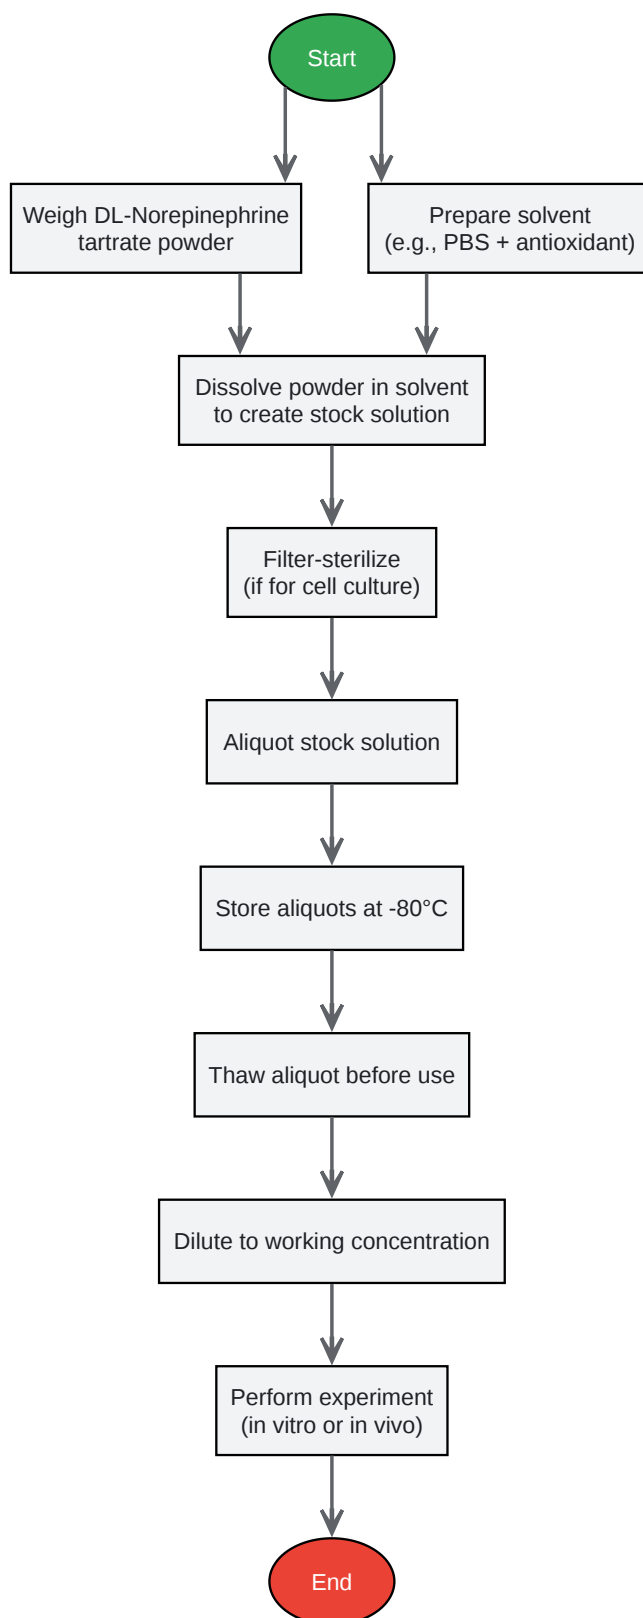 Start
Weigh DL-Norepinephrine
tartrate powder
Prepare solvent
(e.g., PBS + antioxidant)
Dissolve powder in solvent
to create stock solution
Filter-sterilize
(if for cell culture)
Aliquot stock solution
Store aliquots at -80°C
Thaw aliquot before use
Dilute to working concentration
Perform experiment
(in vitro or in vivo)
End